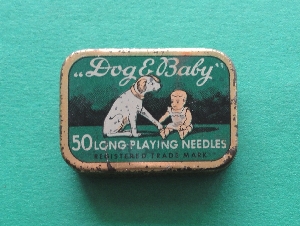 "Dog & Baby"
50 LONG-PLAYING NEEDLES
REGISTERED TRADE MARK